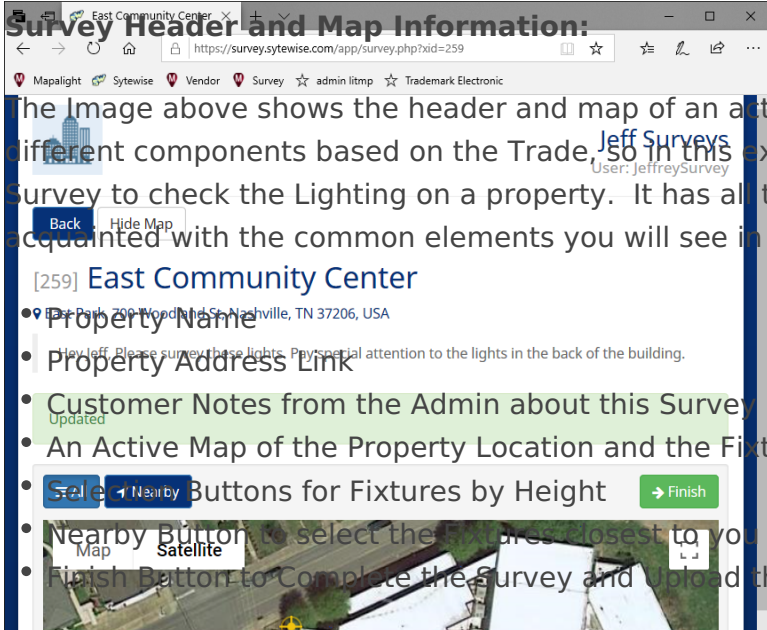 East Community Center
Survey Header and Map Information:
https://survey.sytewise.com/app/survey.php?xid=259
Mapalight Sytewise Vendor Survey admin litmp Trademark Electronic
The Image above shows the header and map of an act
Jeff Surveys
different components based on the Trade, so in this ex
User: JeffreySurvey
Survey to check the Lighting on a property. It has all t
Back Hide Map
acquainted with the common elements you will see in
[259] East Community Center
East Park, 700 Woodland St, Nashville, TN 37206, USA
• Property Name
Hey Jeff, Please survey these lights. Pay special attention to the lights in the back of the building.
• Property Address Link
• Customer Notes from the Admin about this Survey
Updated
• An Active Map of the Property Location and the Fixt
All Nearby Finish
• Selection Buttons for Fixtures by Height
• Nearby Button to select the Fixtures closest to you
Map Satellite
• Finish Button to Complete the Survey and Upload th